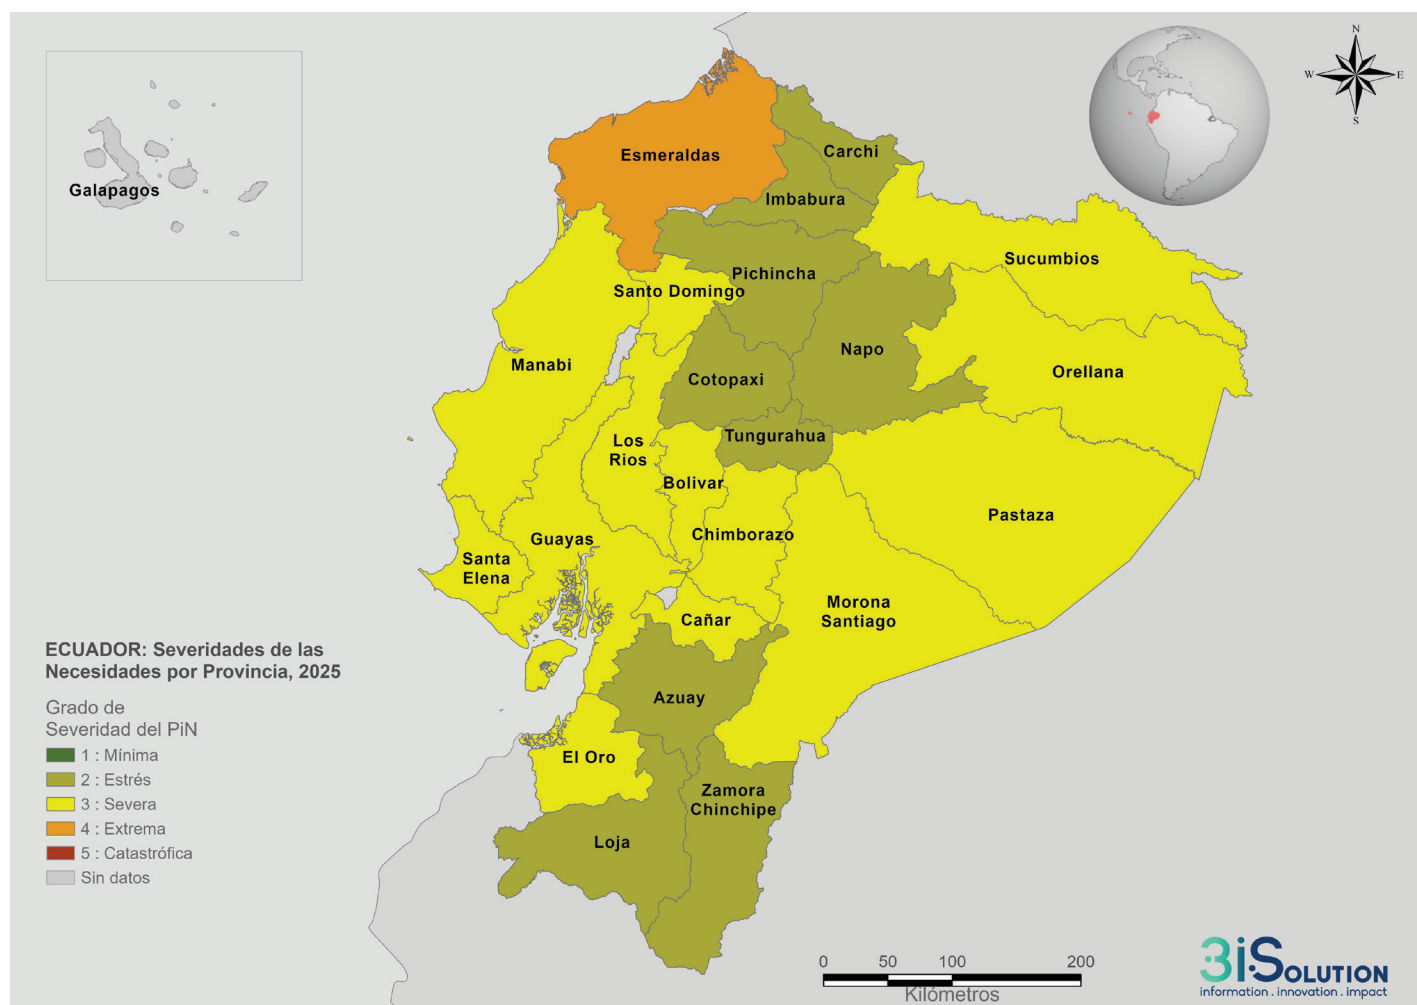 N
W
E
S
Galapagos
Esmeraldas
Carchi
Imbabura
Sucumbios
Pichincha
Santo Domingo
Napo
Manabi
Cotopaxi
Orellana
Tungurahua
Los
Rios
Bolivar
Pastaza
Guayas
Chimborazo
Santa
Elena
Morona
Santiago
Cañar
Azuay
El Oro
Zamora
Chinchipe
Loja
ECUADOR: Severidades de las
Necesidades por Provincia, 2025
Grado de
Severidad del PiN
1 : Mínima
2 : Estrés
3 : Severa
4 : Extrema
5 : Catastrófica
Sin datos
0 50 100 200
Kilómetros
3iSOLUTION
information . innovation . impact